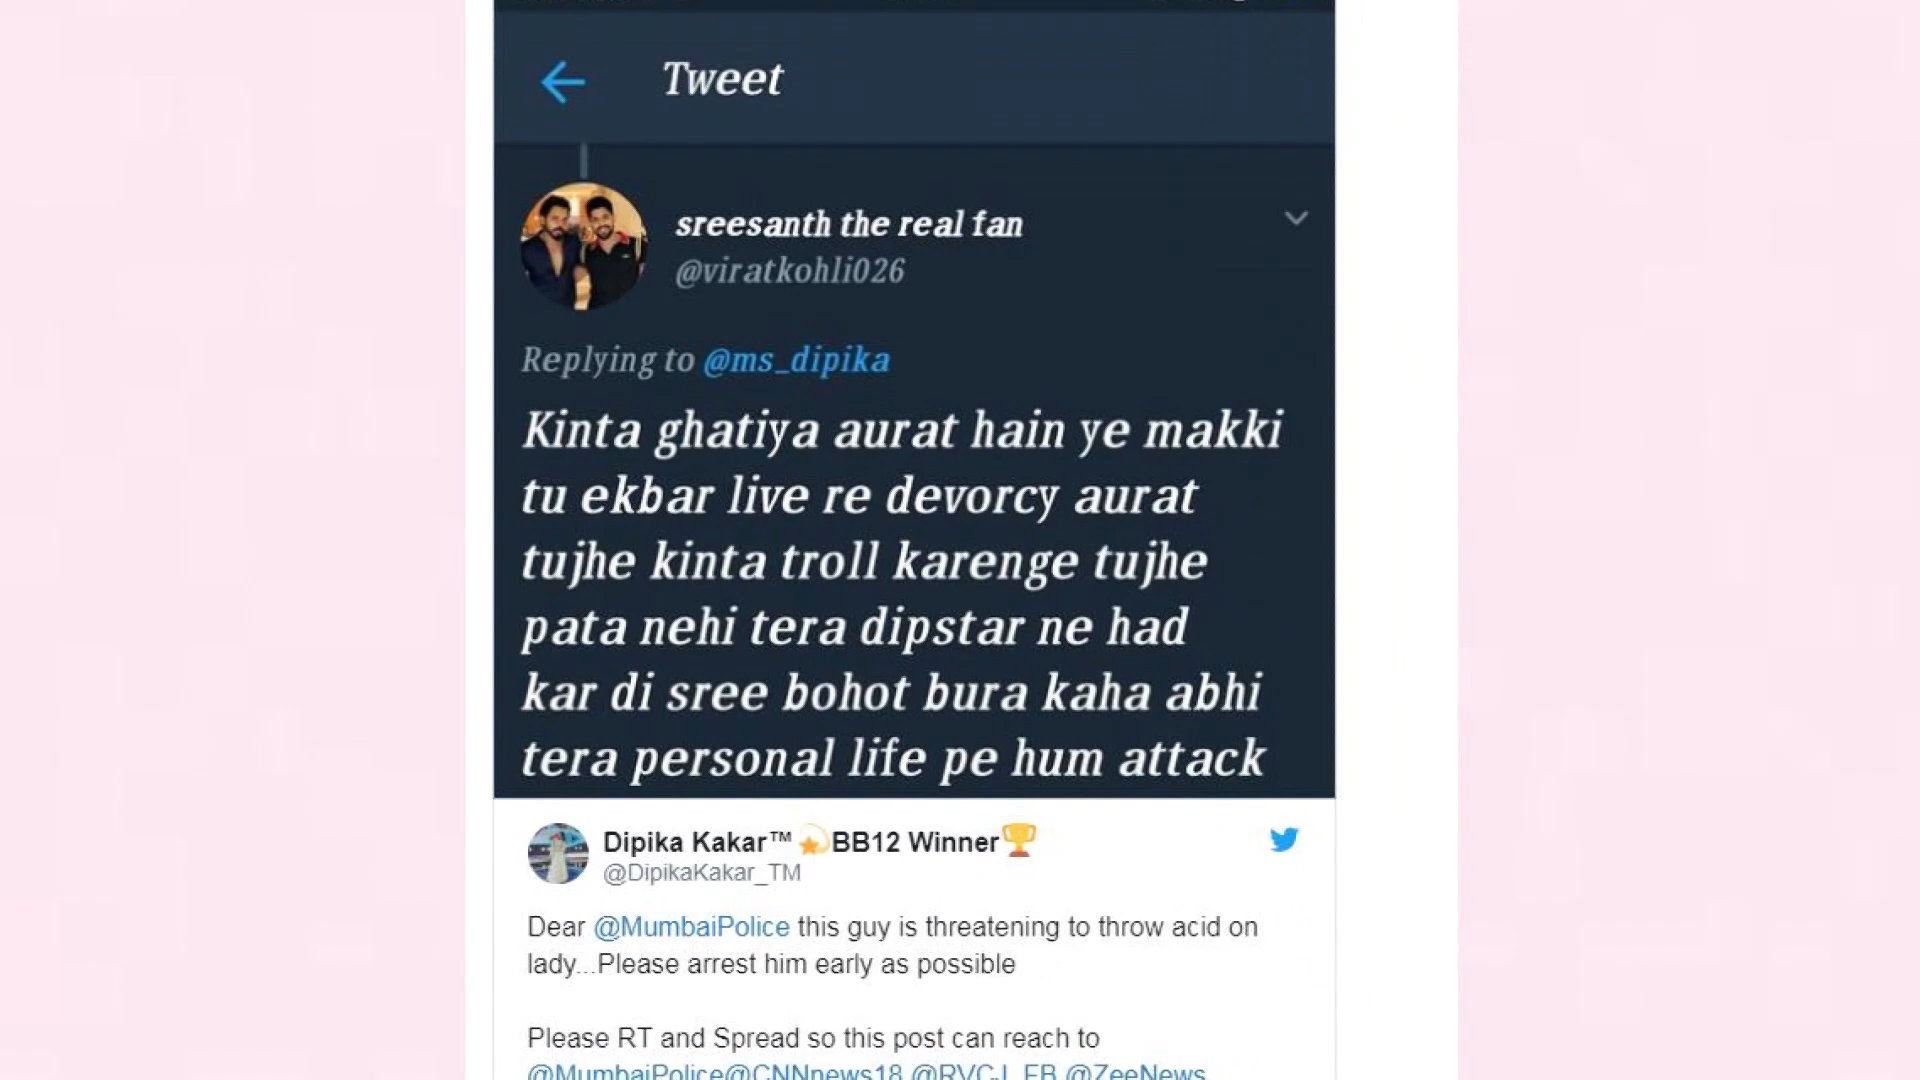 Tweet
sreesanth the real fan
@viratkohli026
Replying to @ms_dipika
Kinta ghatiya aurat hain ye makki
tu ekbar live re devorcy aurat
tujhe kinta troll karenge tujhe
pata nehi tera dipstar ne had
kar di sree bohot bura kaha abhi
tera personal life pe hum attack
Dipika Kakar™💫BB12 Winner🏆
@DipikaKakar_TM
Dear @MumbaiPolice this guy is threatening to throw acid on
lady...Please arrest him early as possible
Please RT and Spread so this post can reach to
@MumbaiPolice@CNNnews18 @RVCJ_FB @ZeeNews